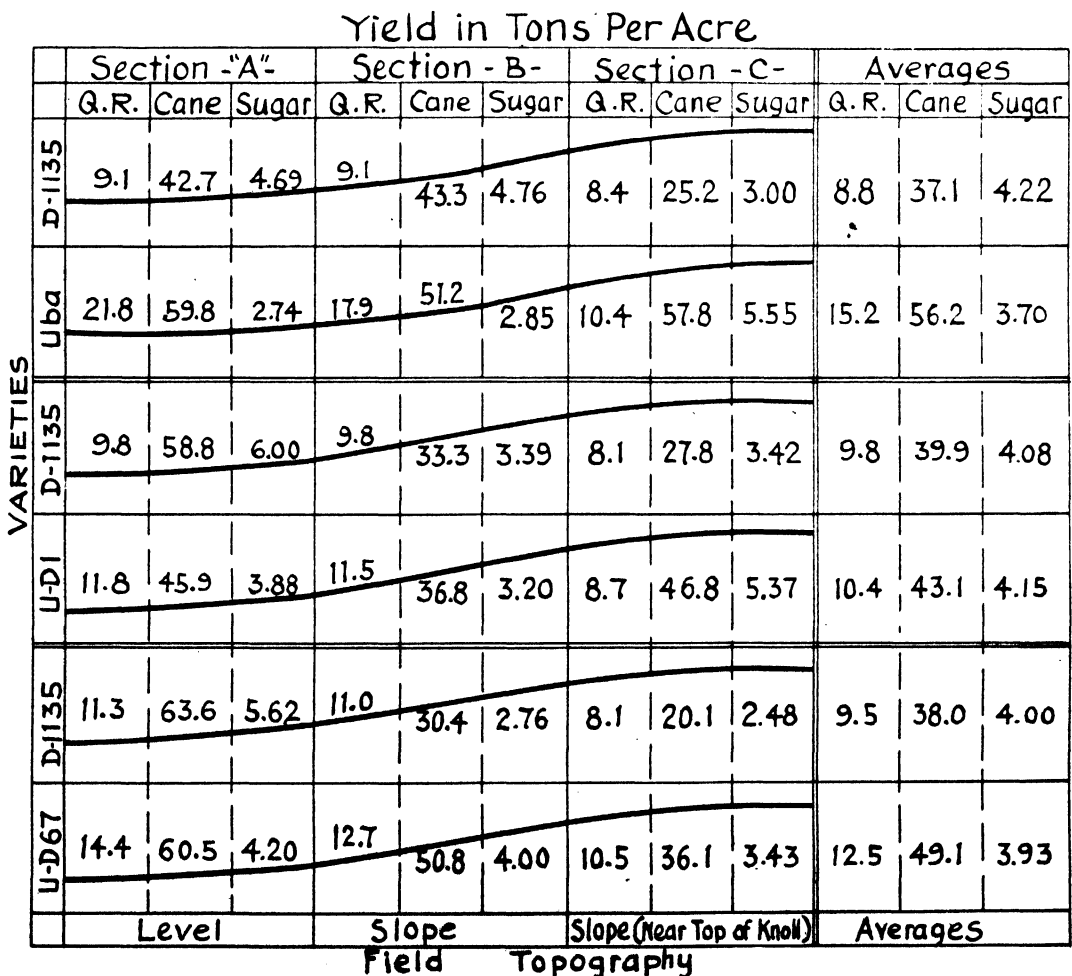 Yield in Tons Per Acre
Section -"A"- Section -B- Section -C- Averages
Q.R. Cane Sugar Q.R. Cane Sugar Q.R. Cane Sugar Q.R. Cane Sugar
VARIETIES
D-1135 9.1 42.7 4.69 9.1 43.3 4.76 8.4 25.2 3.00 8.8 37.1 4.22
Uba 21.8 59.8 2.74 17.9 51.2 2.85 10.4 57.8 5.55 15.2 56.2 3.70
D-1135 9.8 58.8 6.00 9.8 33.3 3.39 8.1 27.8 3.42 9.8 39.9 4.08
U-D1 11.8 45.9 3.88 11.5 36.8 3.20 8.7 46.8 5.37 10.4 43.1 4.15
D-1135 11.3 63.6 5.62 11.0 30.4 2.76 8.1 20.1 2.48 9.5 38.0 4.00
U-D67 14.4 60.5 4.20 12.7 50.8 4.00 10.5 36.1 3.43 12.5 49.1 3.93
Level Slope Slope (Near Top of Knoll) Averages
Field Topography